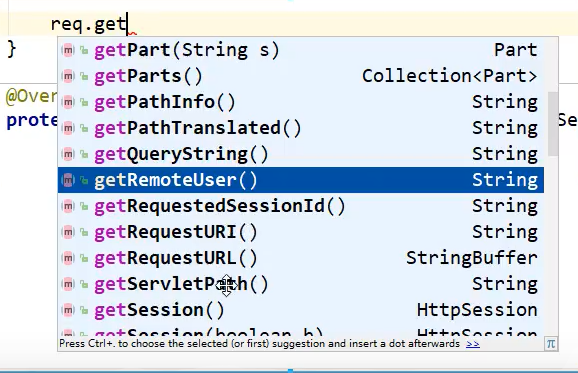 req.get
}
getPart(String s) Part
getParts() Collection<Part>
getPathInfo() String
getPathTranslated() String
getQueryString() String
getRemoteUser() String
getRequestedSessionId() String
getRequestURI() String
getRequestURL() StringBuffer
getServletPath() String
getSession() HttpSession
getSession(boolean b) HttpSession
@Over
prote Se
Press Ctrl+. to choose the selected (or first) suggestion and insert a dot afterwards >> π